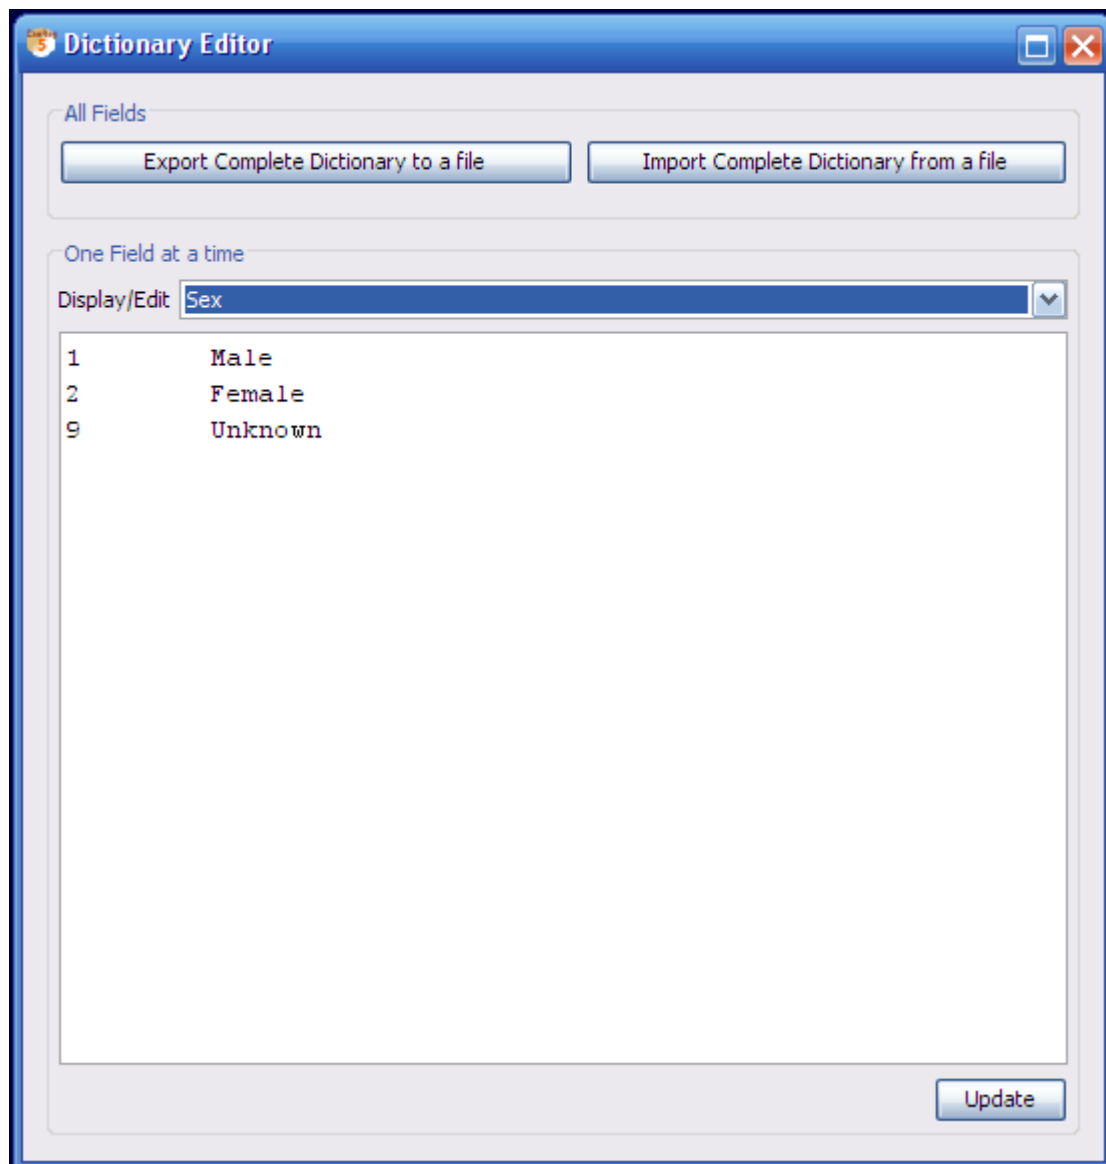 Dictionary Editor
All Fields
Export Complete Dictionary to a file Import Complete Dictionary from a file
One Field at a time
Display/Edit Sex
1 Male
2 Female
9 Unknown
Update